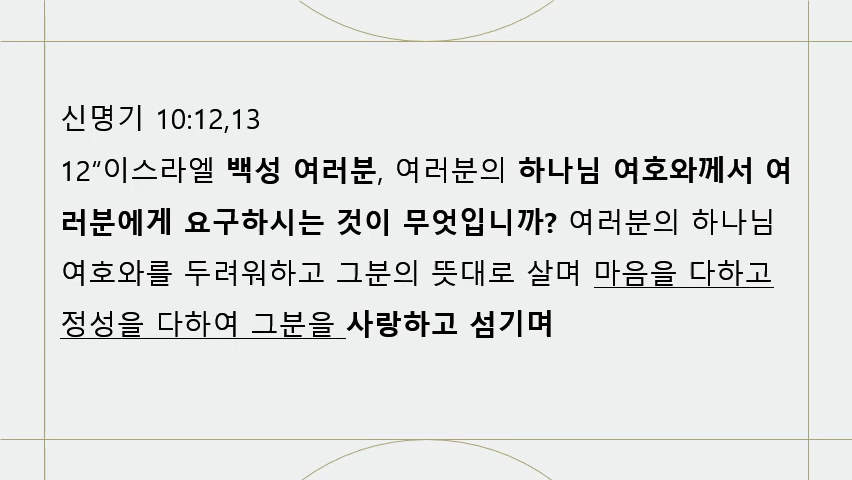 신명기 10:12,13
12“이스라엘 백성 여러분, 여러분의 하나님 여호와께서 여
러분에게 요구하시는 것이 무엇입니까? 여러분의 하나님
여호와를 두려워하고 그분의 뜻대로 살며 마음을 다하고
정성을 다하여 그분을 사랑하고 섬기며